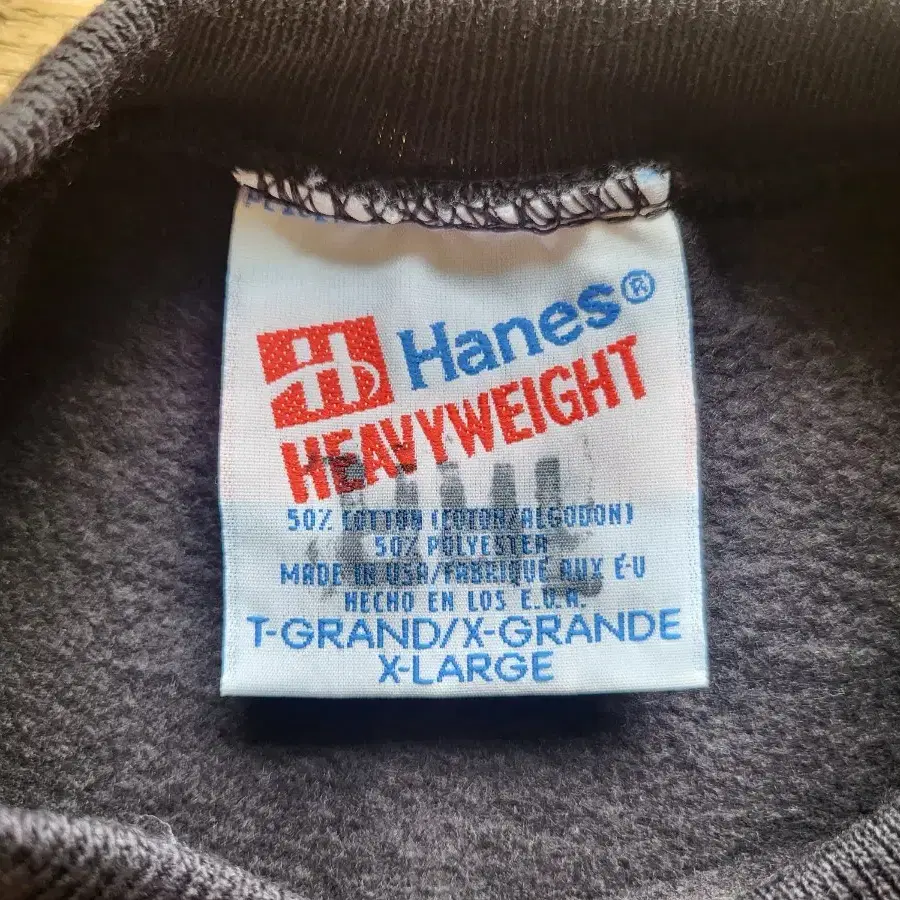 Hanes®
HEAVYWEIGHT
50% COTTON (COTON/ALGODON)
50% POLYESTER
MADE IN USA/FABRIQUÉ AUX É-U
HECHO EN LOS E.U.A.
T-GRAND/X-GRANDE
X-LARGE